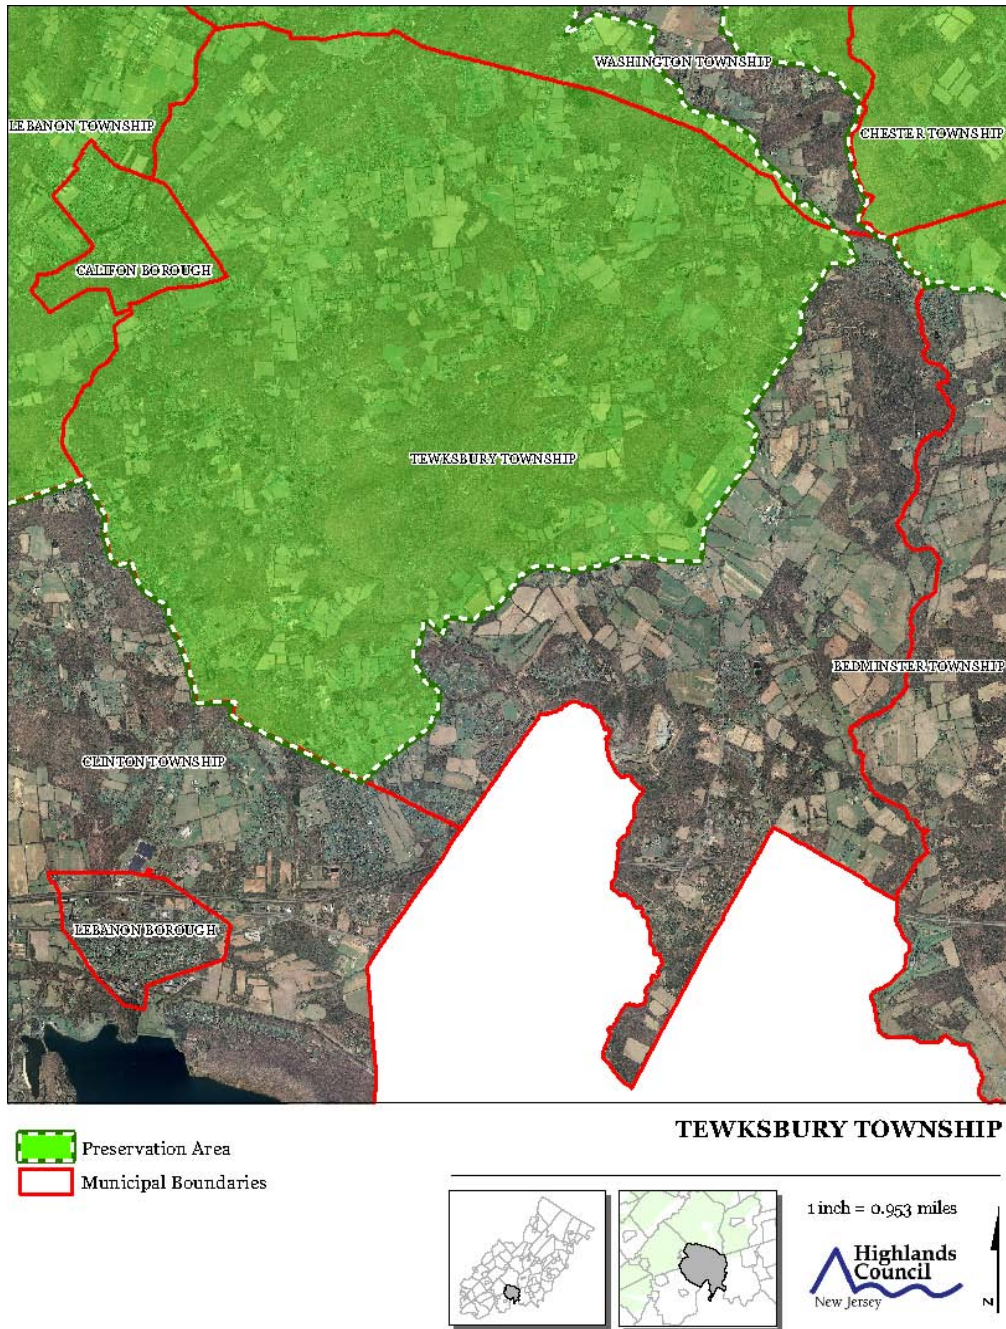 WASHINGTON TOWNSHIP
LEBANON TOWNSHIP
CHESTER TOWNSHIP
CALIFON BOROUGH
TEWKSBURY TOWNSHIP
BEDMINSTER TOWNSHIP
CLINTON TOWNSHIP
LEBANON BOROUGH
TEWKSBURY TOWNSHIP
Preservation Area
Municipal Boundaries
1 inch = 0.953 miles
Highlands
Council
New Jersey
N